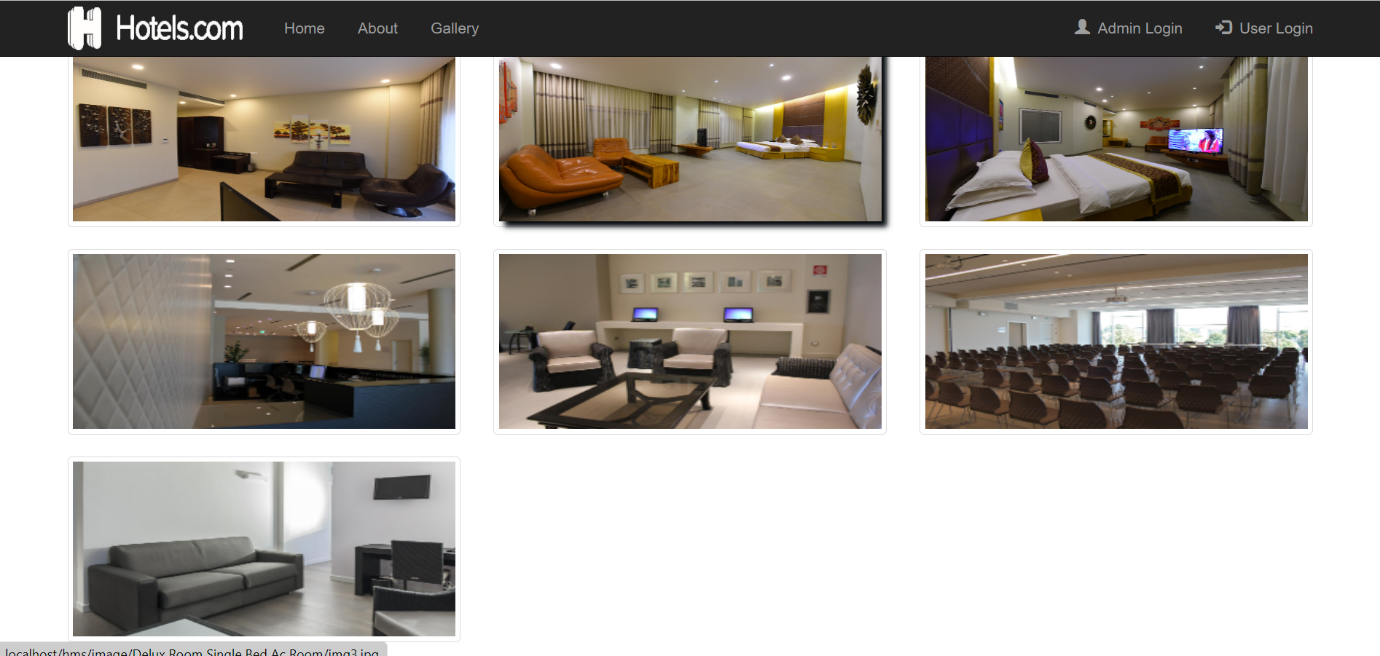 H Hotels.com Home About Gallery Admin Login User Login
localhost/hms/image/Delux Room Single Bed Ac Room/img3.jpg